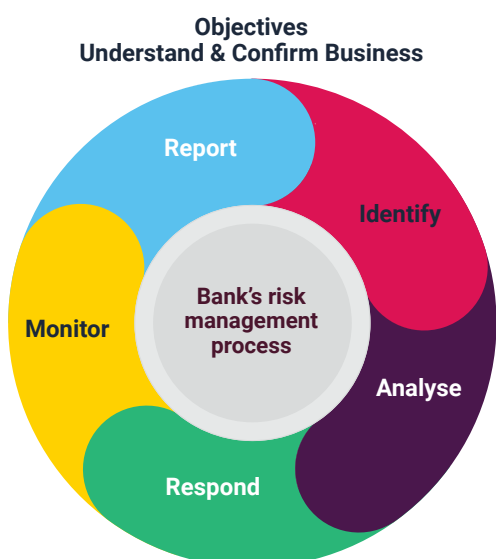 Objectives
Understand & Confirm Business
Report
Identify
Bank’s risk
management
process
Monitor
Analyse
Respond